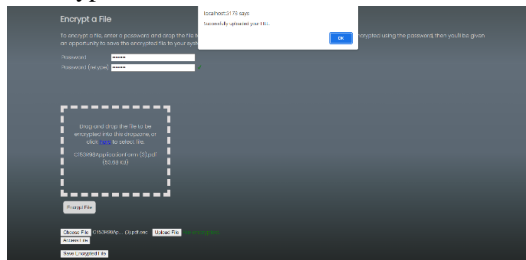 Encrypt a File
localhost:3174 says
Successfully uploaded your file.
OK
To encrypt a file, enter a password and drop the file
encrypted using the password, then you'll be given
an opportunity to save the encrypted file to your
Password
Password (retype)
Drag and drop the file to be
encrypted into this dropzone, or
click here to select file.
Encrypt File
Choose File
Upload File
Access File
Save Encrypted File